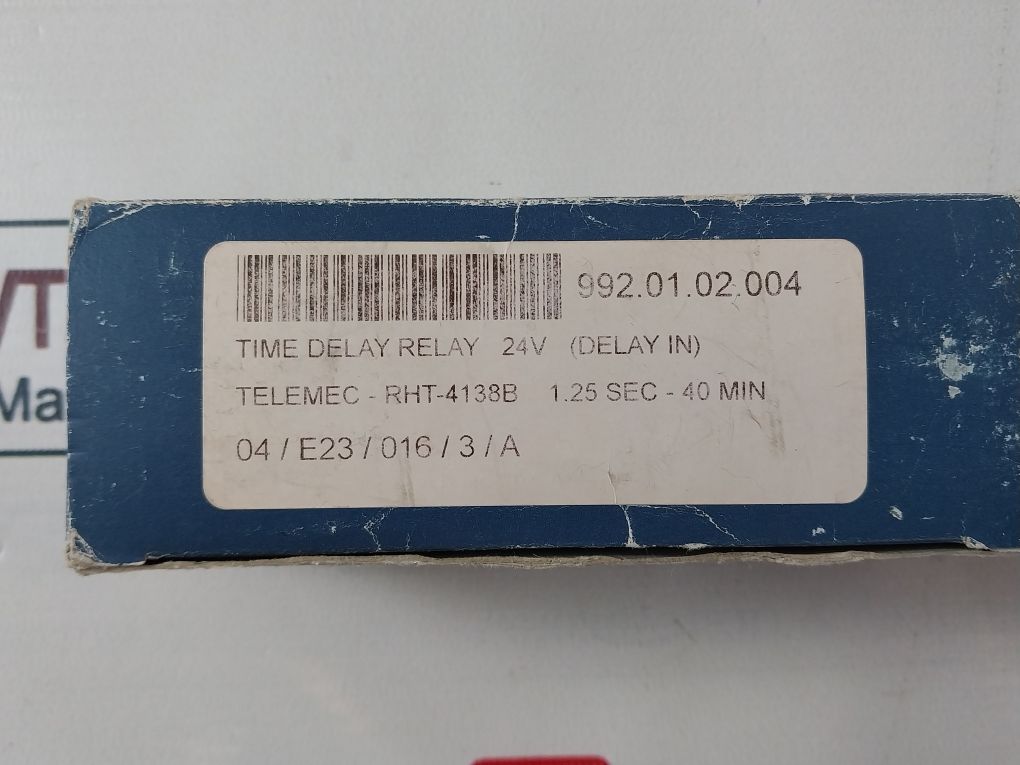 992.01.02.004
TIME DELAY RELAY 24V (DELAY IN)
TELEMEC - RHT-4138B 1.25 SEC - 40 MIN
04 / E23 / 016 / 3 / A
Ma